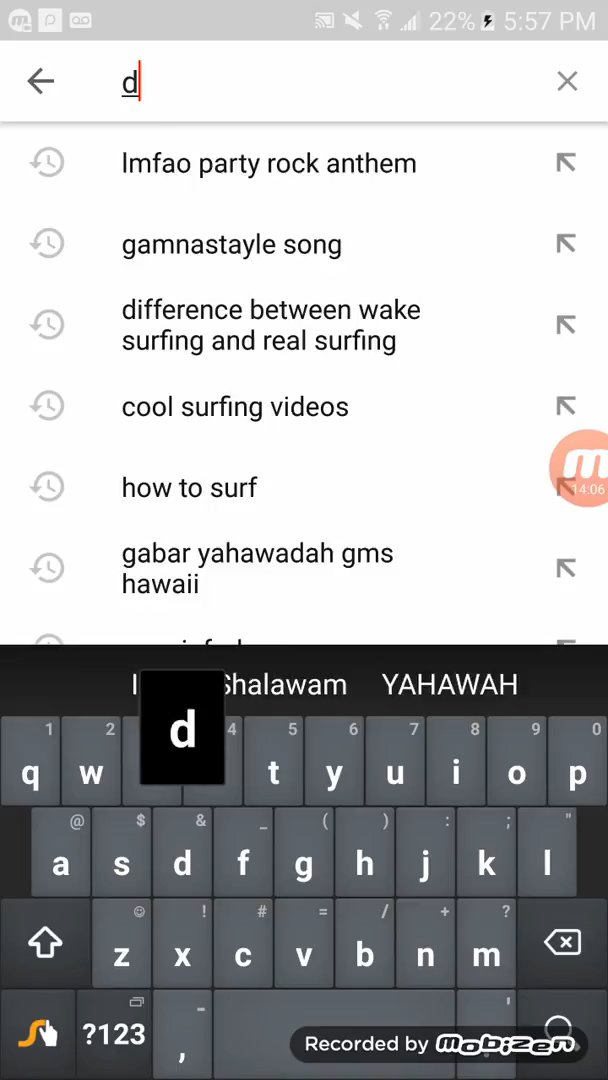 22% 5:57 PM
d
lmfao party rock anthem
gamnastayle song
difference between wake
surfing and real surfing
cool surfing videos
how to surf
14:06
gabar yahawadah gms
hawaii
I
Shalawam
YAHAWAH
d
1 2 4 5 6 7 8 9 0
q w t y u i o p
@ $ & _ ( ) : ; "
a s d f g h j k l
! # = / + ?
z x c v b n m
?123 , - '
Recorded by mobizen